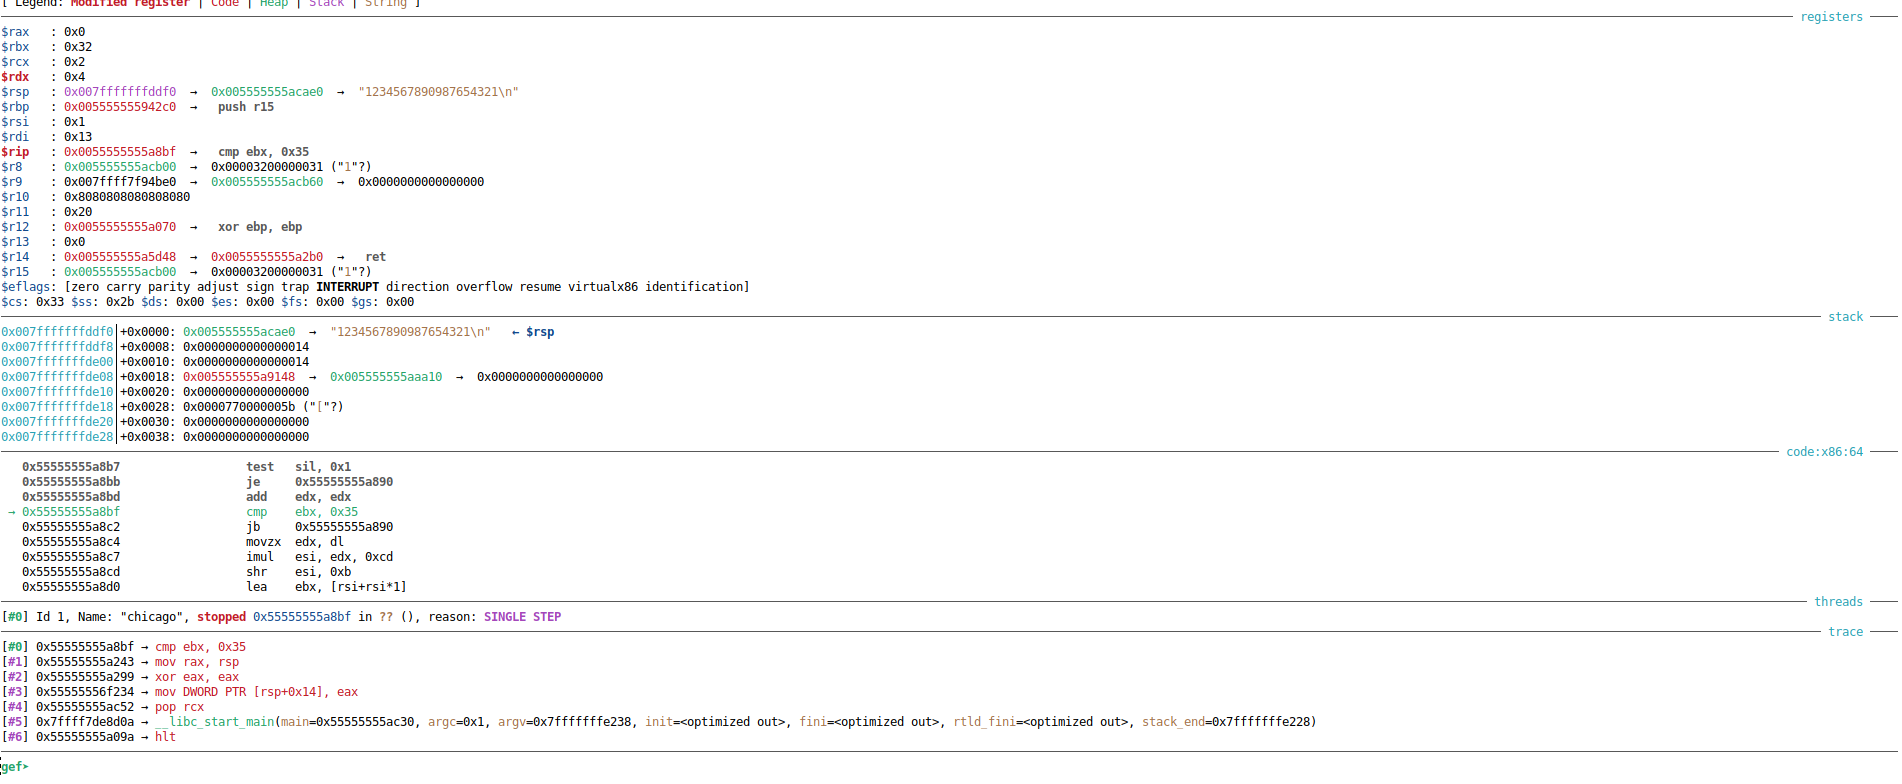 [ Legend: Modified register | Code | Heap | Stack | String ]
registers
$rax   : 0x0
$rbx   : 0x32
$rcx   : 0x2
$rdx   : 0x4
$rsp   : 0x007fffffffddf0  →  0x005555555acae0  →  "1234567890987654321\n"
$rbp   : 0x005555555942c0  →   push r15
$rsi   : 0x1
$rdi   : 0x13
$rip   : 0x0055555555a8bf  →   cmp ebx, 0x35
$r8    : 0x005555555acb00  →  0x00003200000031 ("1"?)
$r9    : 0x007ffff7f94be0  →  0x005555555acb60  →  0x0000000000000000
$r10   : 0x8080808080808080
$r11   : 0x20
$r12   : 0x0055555555a070  →   xor ebp, ebp
$r13   : 0x0
$r14   : 0x005555555a5d48  →  0x0055555555a2b0  →   ret
$r15   : 0x005555555acb00  →  0x00003200000031 ("1"?)
$eflags: [zero carry parity adjust sign trap INTERRUPT direction overflow resume virtualx86 identification]
$cs: 0x33 $ss: 0x2b $ds: 0x00 $es: 0x00 $fs: 0x00 $gs: 0x00
stack
0x007fffffffddf0│+0x0000: 0x005555555acae0  →  "1234567890987654321\n"   ← $rsp
0x007fffffffddf8│+0x0008: 0x0000000000000014
0x007fffffffde00│+0x0010: 0x0000000000000014
0x007fffffffde08│+0x0018: 0x005555555a9148  →  0x005555555aaa10  →  0x0000000000000000
0x007fffffffde10│+0x0020: 0x0000000000000000
0x007fffffffde18│+0x0028: 0x0000770000005b ("["?)
0x007fffffffde20│+0x0030: 0x0000000000000000
0x007fffffffde28│+0x0038: 0x0000000000000000
code:x86:64
0x55555555a8b7                  test   sil, 0x1
0x55555555a8bb                  je     0x55555555a890
0x55555555a8bd                  add    edx, edx
→ 0x55555555a8bf                  cmp    ebx, 0x35
0x55555555a8c2                  jb     0x55555555a890
0x55555555a8c4                  movzx  edx, dl
0x55555555a8c7                  imul   esi, edx, 0xcd
0x55555555a8cd                  shr    esi, 0xb
0x55555555a8d0                  lea    ebx, [rsi+rsi*1]
threads
[#0] Id 1, Name: "chicago", stopped 0x55555555a8bf in ?? (), reason: SINGLE STEP
trace
[#0] 0x55555555a8bf → cmp ebx, 0x35
[#1] 0x55555555a243 → mov rax, rsp
[#2] 0x55555555a299 → xor eax, eax
[#3] 0x55555556f234 → mov DWORD PTR [rsp+0x14], eax
[#4] 0x55555555ac52 → pop rcx
[#5] 0x7ffff7de8d0a → __libc_start_main(main=0x55555555ac30, argc=0x1, argv=0x7fffffffe238, init=<optimized out>, fini=<optimized out>, rtld_fini=<optimized out>, stack_end=0x7fffffffe228)
[#6] 0x55555555a09a → hlt
gef➤